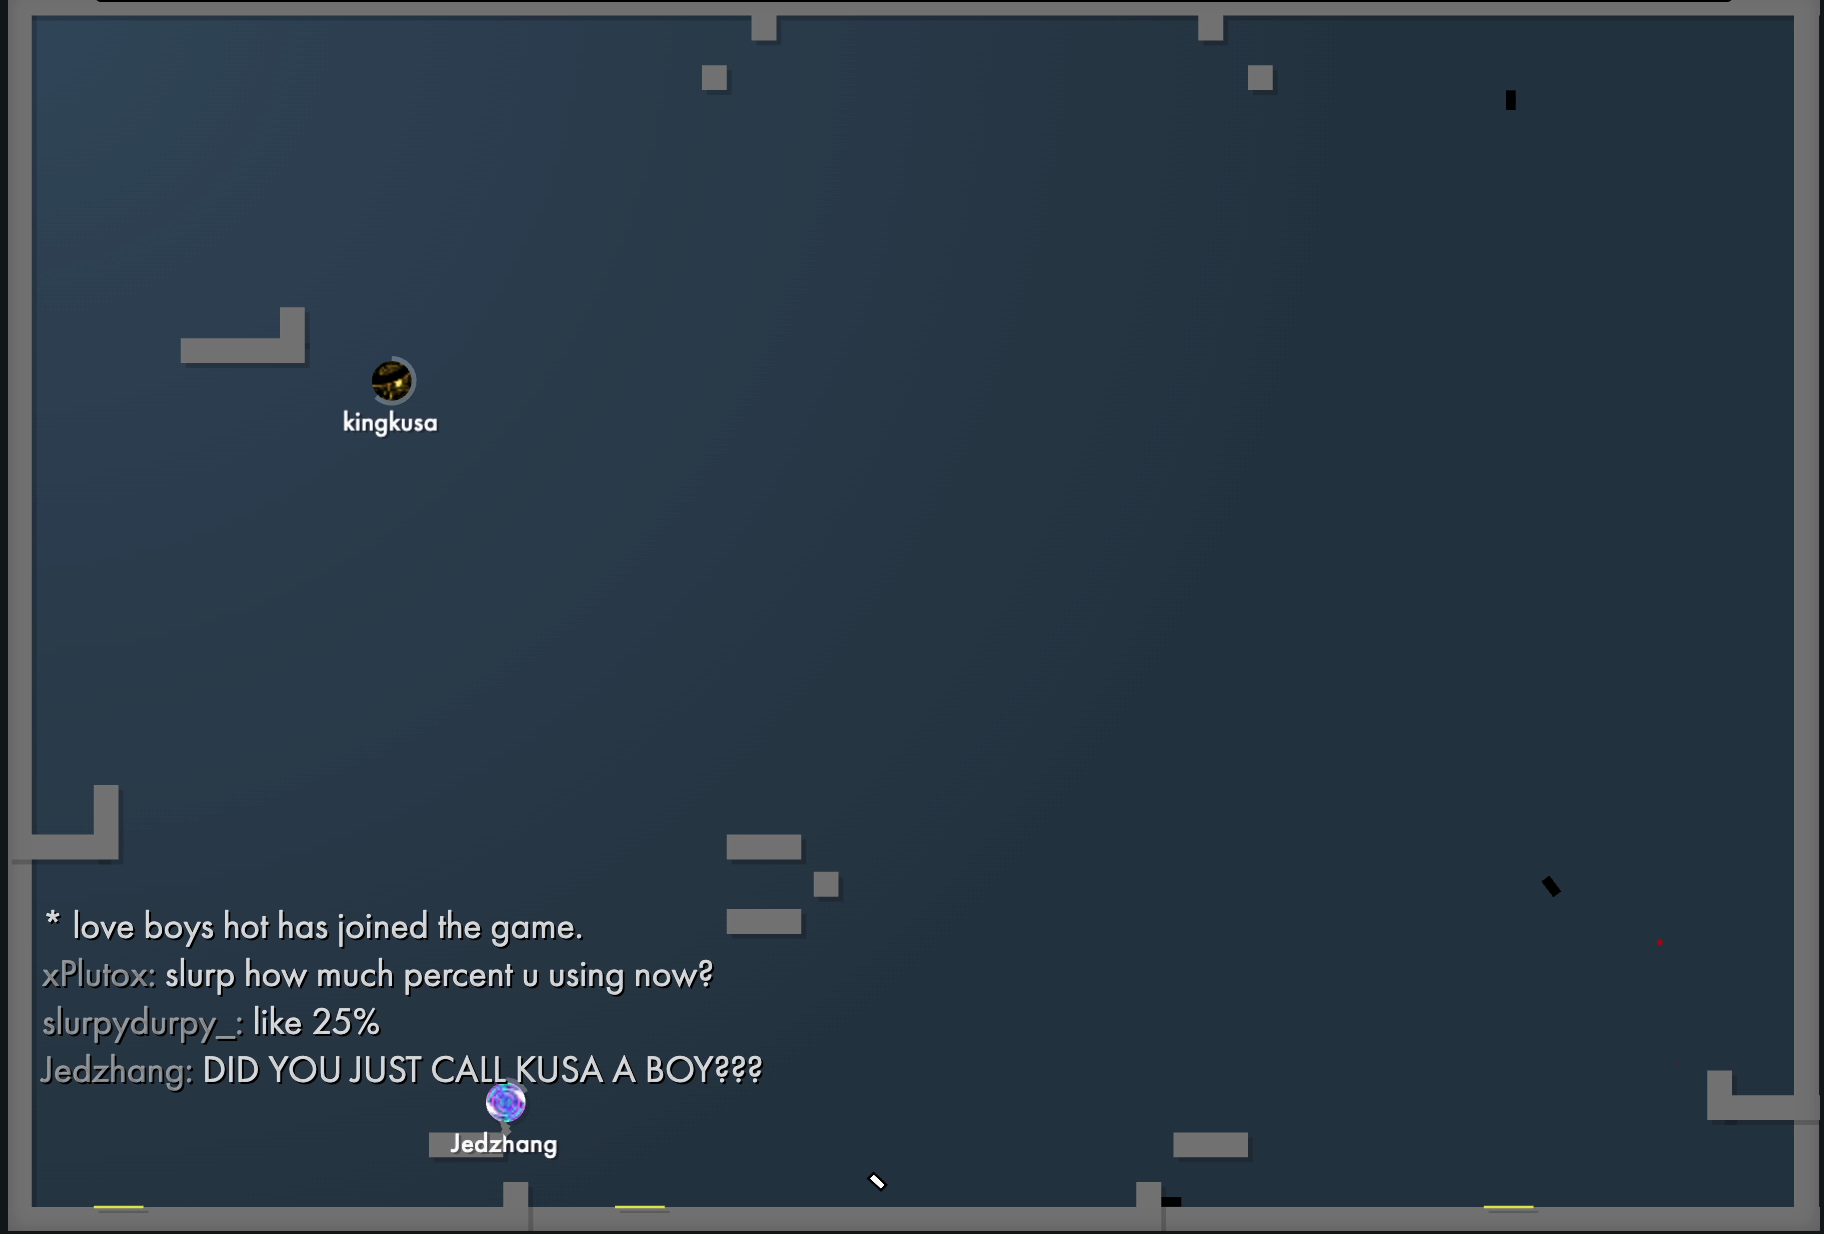 kingkusa
* love boys hot has joined the game.
xPlutox: slurp how much percent u using now?
slurpydurpy_: like 25%
Jedzhang: DID YOU JUST CALL KUSA A BOY???
Jedzhang